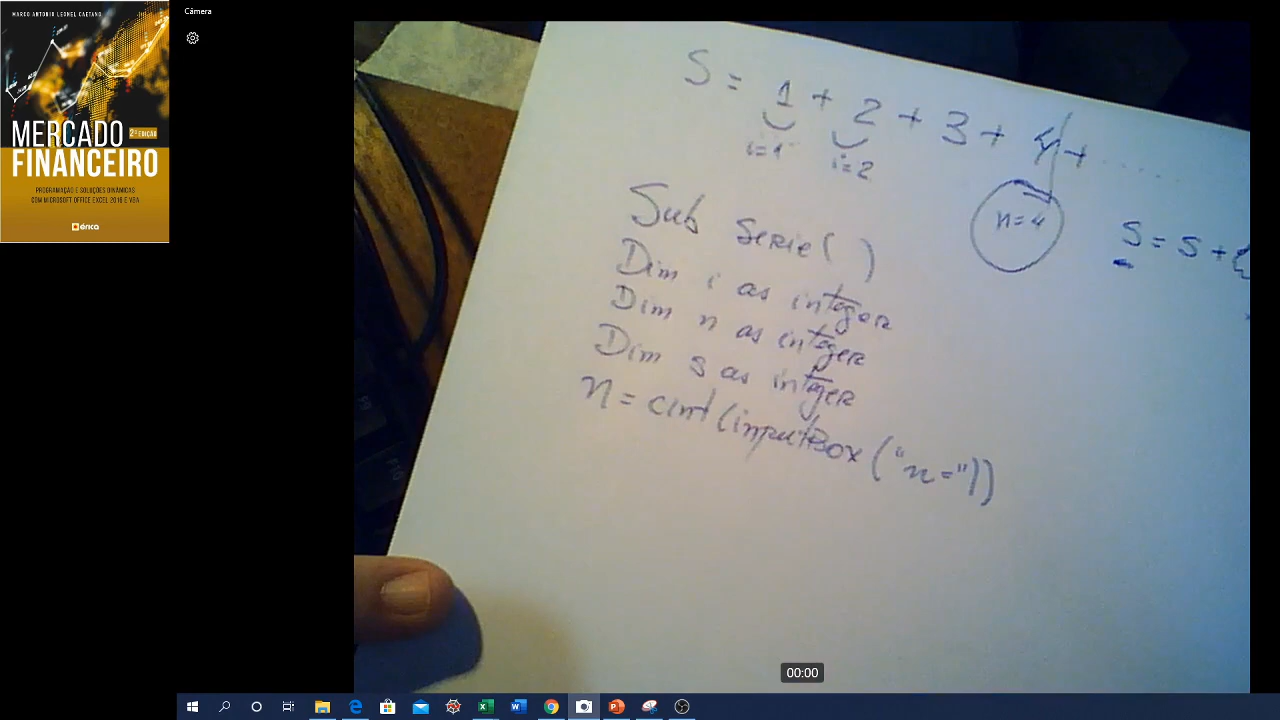 MARCO ANTONIO LEONEL CAETANO
MERCADO
2ª EDIÇÃO
FINANCEIRO
PROGRAMAÇÃO E SOLUÇÕES DINÂMICAS
COM MICROSOFT OFFICE EXCEL 2016 E VBA
érica
Câmera
S = 1 + 2 + 3 + 4 + ......
i=1 i=2
n=4
S = S + i
Sub Serie( )
Dim i as integer
Dim n as integer
Dim s as integer
n = cint(inputBox("n="))
00:00